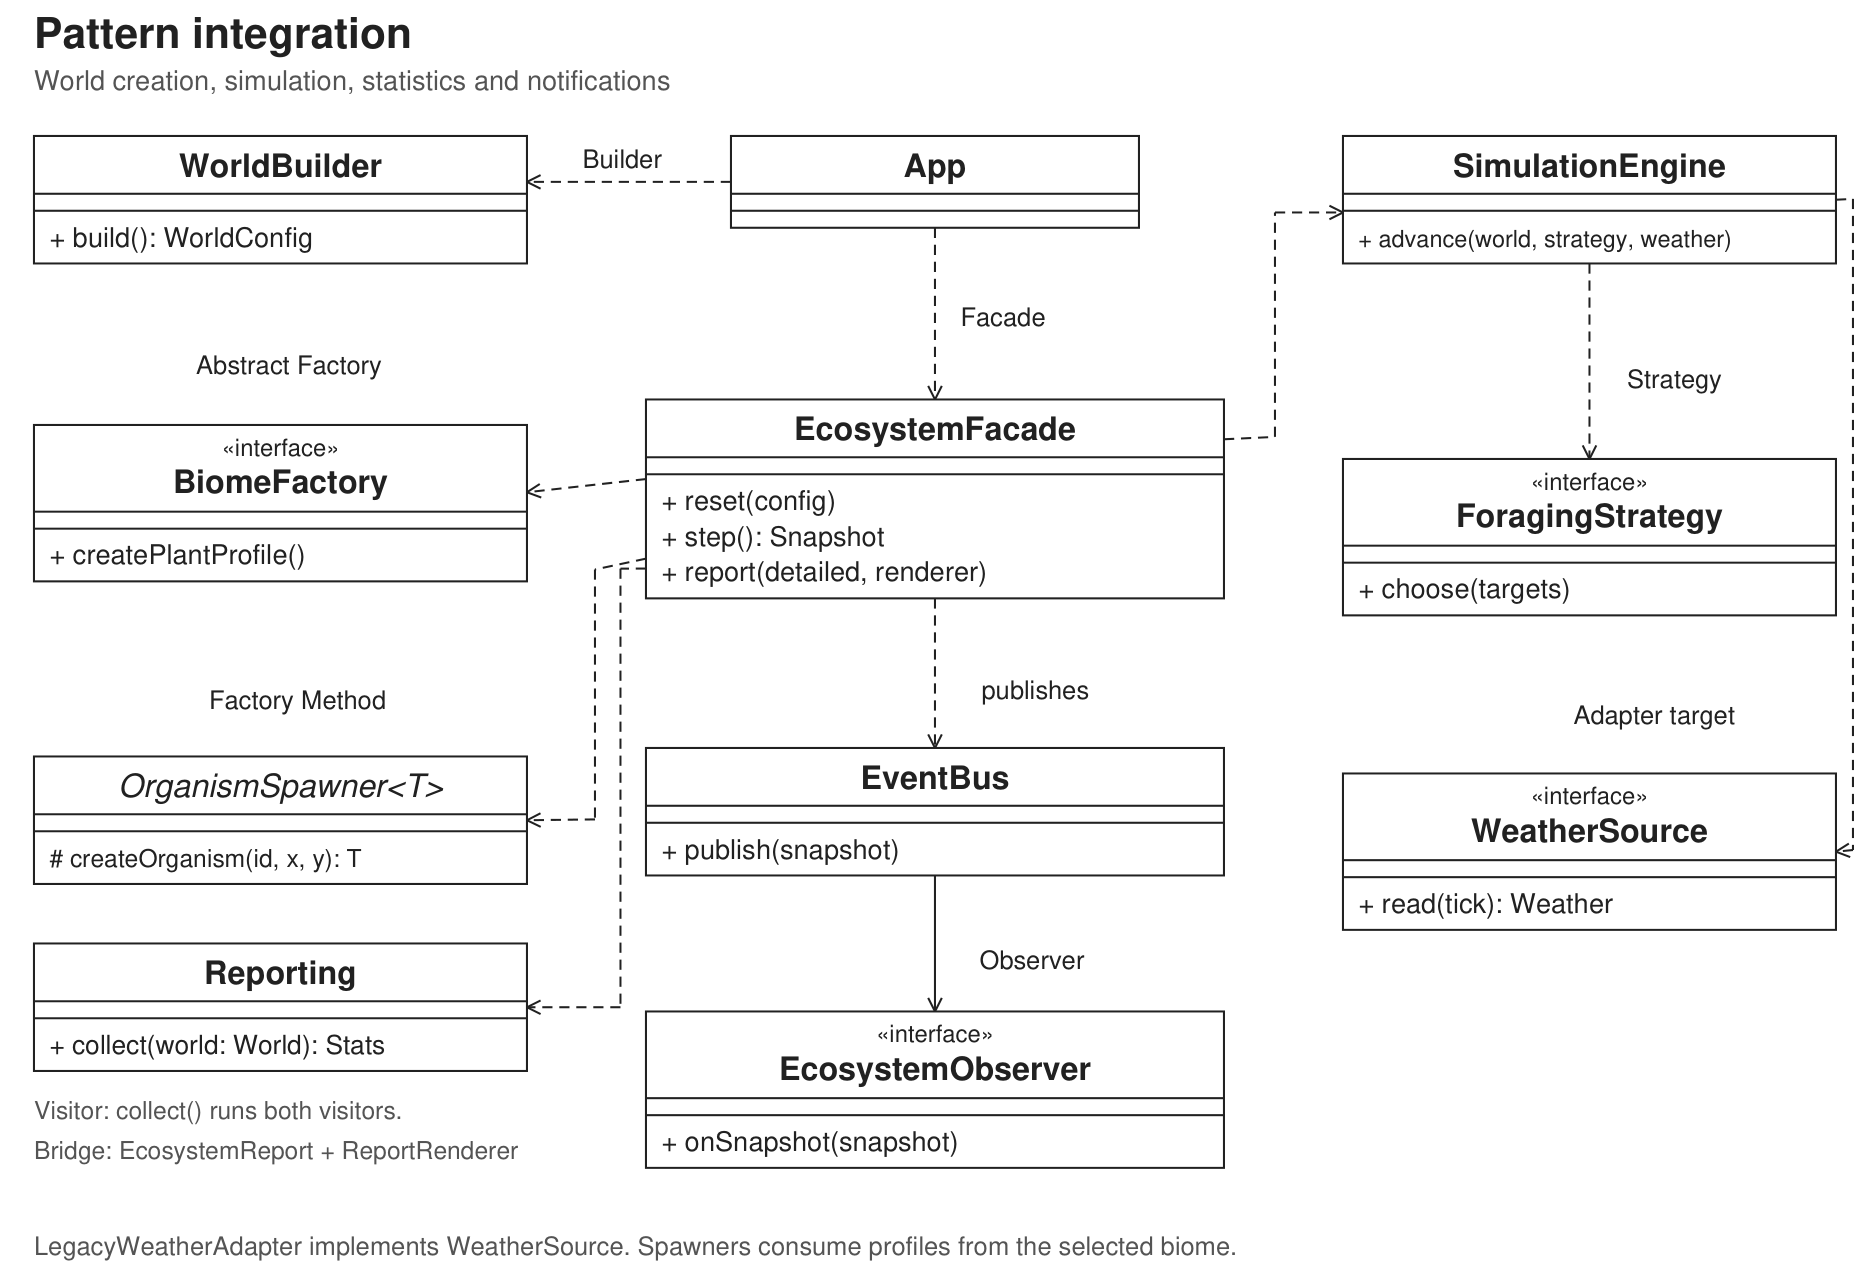 Pattern integration
World creation, simulation, statistics and notifications
WorldBuilder
+ build(): WorldConfig
Builder
App
Facade
SimulationEngine
+ advance(world, strategy, weather)
Strategy
Abstract Factory
«interface»
BiomeFactory
+ createPlantProfile()
EcosystemFacade
+ reset(config)
+ step(): Snapshot
+ report(detailed, renderer)
«interface»
ForagingStrategy
+ choose(targets)
Factory Method
OrganismSpawner<T>
# createOrganism(id, x, y): T
publishes
EventBus
+ publish(snapshot)
Adapter target
«interface»
WeatherSource
+ read(tick): Weather
Reporting
+ collect(world: World): Stats
Visitor: collect() runs both visitors.
Bridge: EcosystemReport + ReportRenderer
Observer
«interface»
EcosystemObserver
+ onSnapshot(snapshot)
LegacyWeatherAdapter implements WeatherSource. Spawners consume profiles from the selected biome.